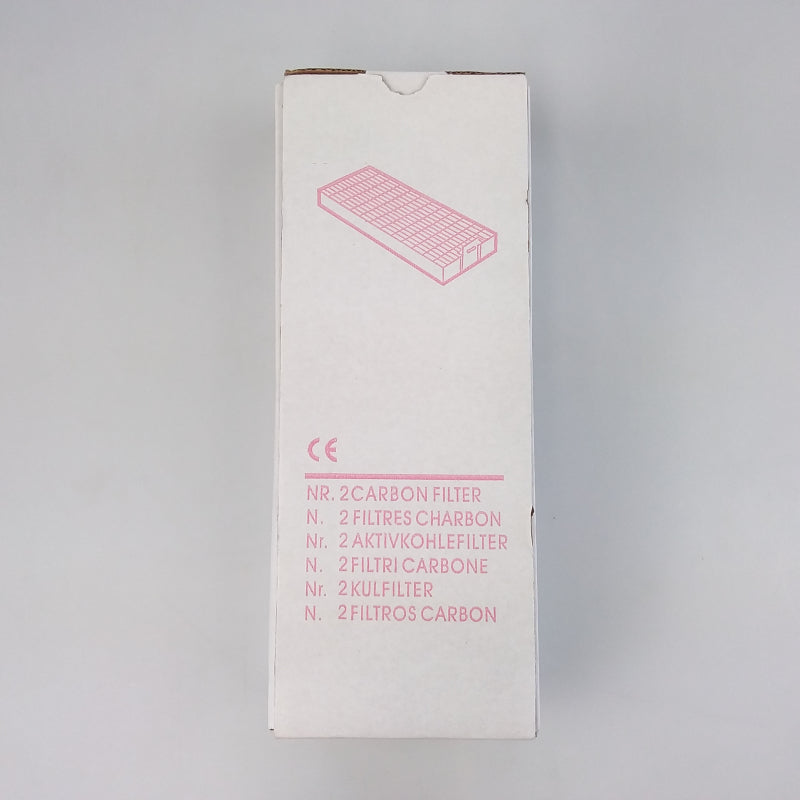 CE
NR. 2 CARBON FILTER
N. 2 FILTRES CHARBON
Nr. 2 AKTIVKOHLEFILTER
N. 2 FILTRI CARBONE
Nr. 2 KULFILTER
N. 2 FILTROS CARBON